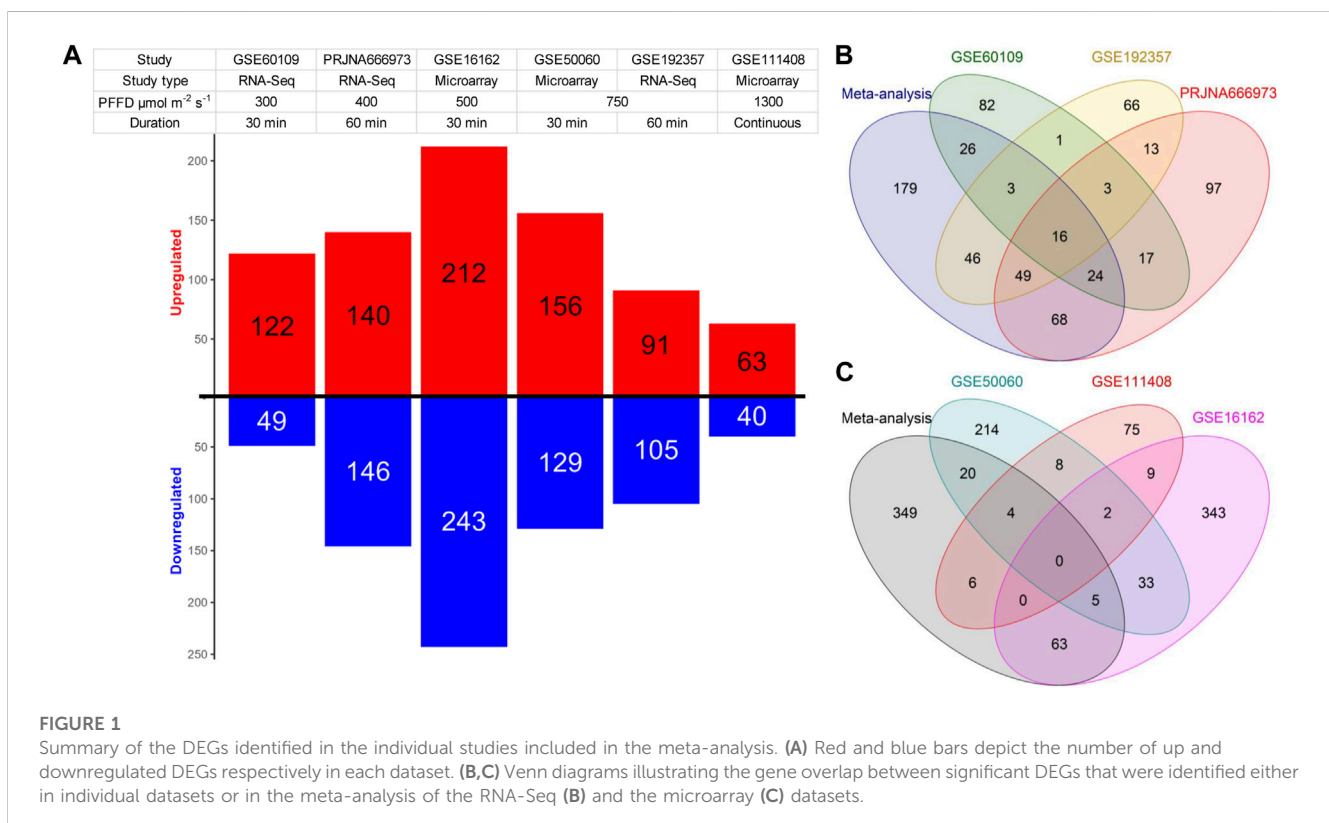 A
Study GSE60109 PRJNA666973 GSE16162 GSE50060 GSE192357 GSE111408
Study type RNA-Seq RNA-Seq Microarray Microarray RNA-Seq Microarray
PFFD μmol m⁻² s⁻¹ 300 400 500 750 1300
Duration 30 min 60 min 30 min 30 min 60 min Continuous
Upregulated
200
150
100
50
122 140 212 156 91 63
Downregulated
50
100
150
200
250
49 146 243 129 105 40
B
GSE60109 GSE192357
Meta-analysis PRJNA666973
82 66
26 1 13
179 3 3 97
16
46 49 24 17
68
C
GSE50060 GSE111408
Meta-analysis GSE16162
214 75
20 8 9
349 4 2 343
0
6 0 5 33
63
FIGURE 1
Summary of the DEGs identified in the individual studies included in the meta-analysis. (A) Red and blue bars depict the number of up and
downregulated DEGs respectively in each dataset. (B,C) Venn diagrams illustrating the gene overlap between significant DEGs that were identified either
in individual datasets or in the meta-analysis of the RNA-Seq (B) and the microarray (C) datasets.